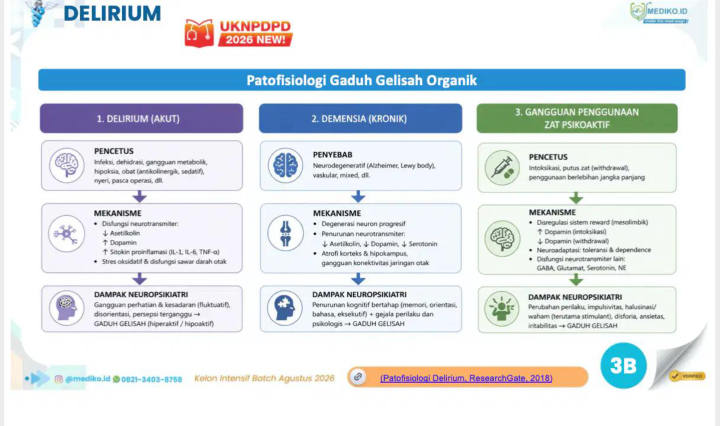 DELIRIUM
UKNPDPD
2026 NEW!
MEDIKO.ID
Patofisiologi Gaduh Gelisah Organik
1. DELIRIUM (AKUT)
PENCETUS
Infeksi, dehidrasi, gangguan metabolik,
hipoksia, obat (antikolinergik, sedatif),
nyeri, pasca operasi, dll.
MEKANISME
• Disfungsi neurotransmiter:
↓ Asetilkolin
↑ Dopamin
↑ Sitokin proinflamasi (IL-1, IL-6, TNF-α)
• Stres oksidatif & disfungsi sawar darah otak
DAMPAK NEUROPSIKIATRI
Gangguan perhatian & kesadaran (fluktuatif),
disorientasi, persepsi terganggu →
GADUH GELISAH (hiperaktif / hipoaktif)
2. DEMENSIA (KRONIK)
PENYEBAB
Neurodegeneratif (Alzheimer, Lewy body),
vaskular, mixed, dll.
MEKANISME
• Degenerasi neuron progresif
• Penurunan neurotransmiter:
↓ Asetilkolin, ↓ Dopamin, ↓ Serotonin
• Atrofi korteks & hipokampus,
gangguan konektivitas jaringan otak
DAMPAK NEUROPSIKIATRI
Penurunan kognitif bertahap (memori, orientasi,
bahasa, eksekutif) + gejala perilaku dan
psikologis → GADUH GELISAH
3. GANGGUAN PENGGUNAAN
ZAT PSIKOAKTIF
PENCETUS
Intoksikasi, putus zat (withdrawal),
penggunaan berlebihan jangka panjang
MEKANISME
• Disregulasi sistem reward (mesolimbik)
↑ Dopamin (intoksikasi)
↓ Dopamin (withdrawal)
• Neuroadaptasi: toleransi & dependence
• Disfungsi neurotransmiter lain:
GABA, Glutamat, Serotonin, NE
DAMPAK NEUROPSIKIATRI
Perubahan perilaku, impulsivitas, halusinasi/
waham (terutama stimulant), disforia, ansietas,
iritabilitas → GADUH GELISAH
@mediko.id 0821-3403-8758
Kelon Intensif Batch Agustus 2026
(Patofisiologi Delirium, ResearchGate, 2018)
3B
VERIFIED